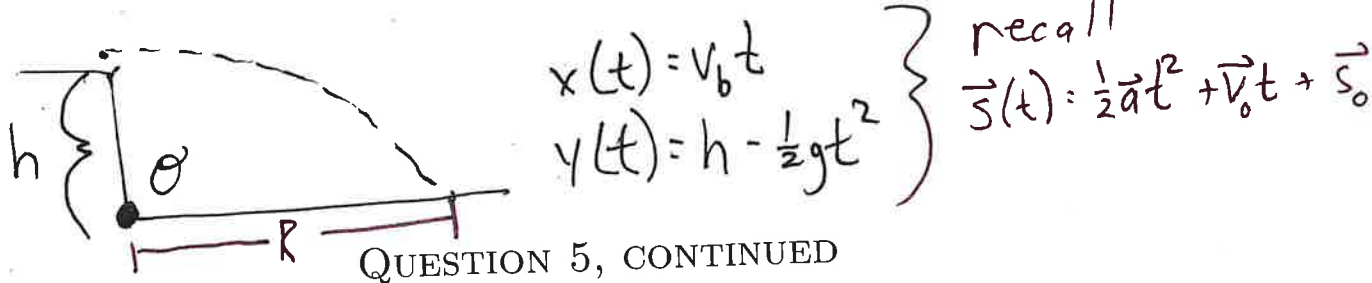 x(t) = v_b t
y(t) = h - ½gt²
recall
s⃗(t) = ½a⃗t² + v⃗₀t + s⃗₀
h
O
R
QUESTION 5, CONTINUED